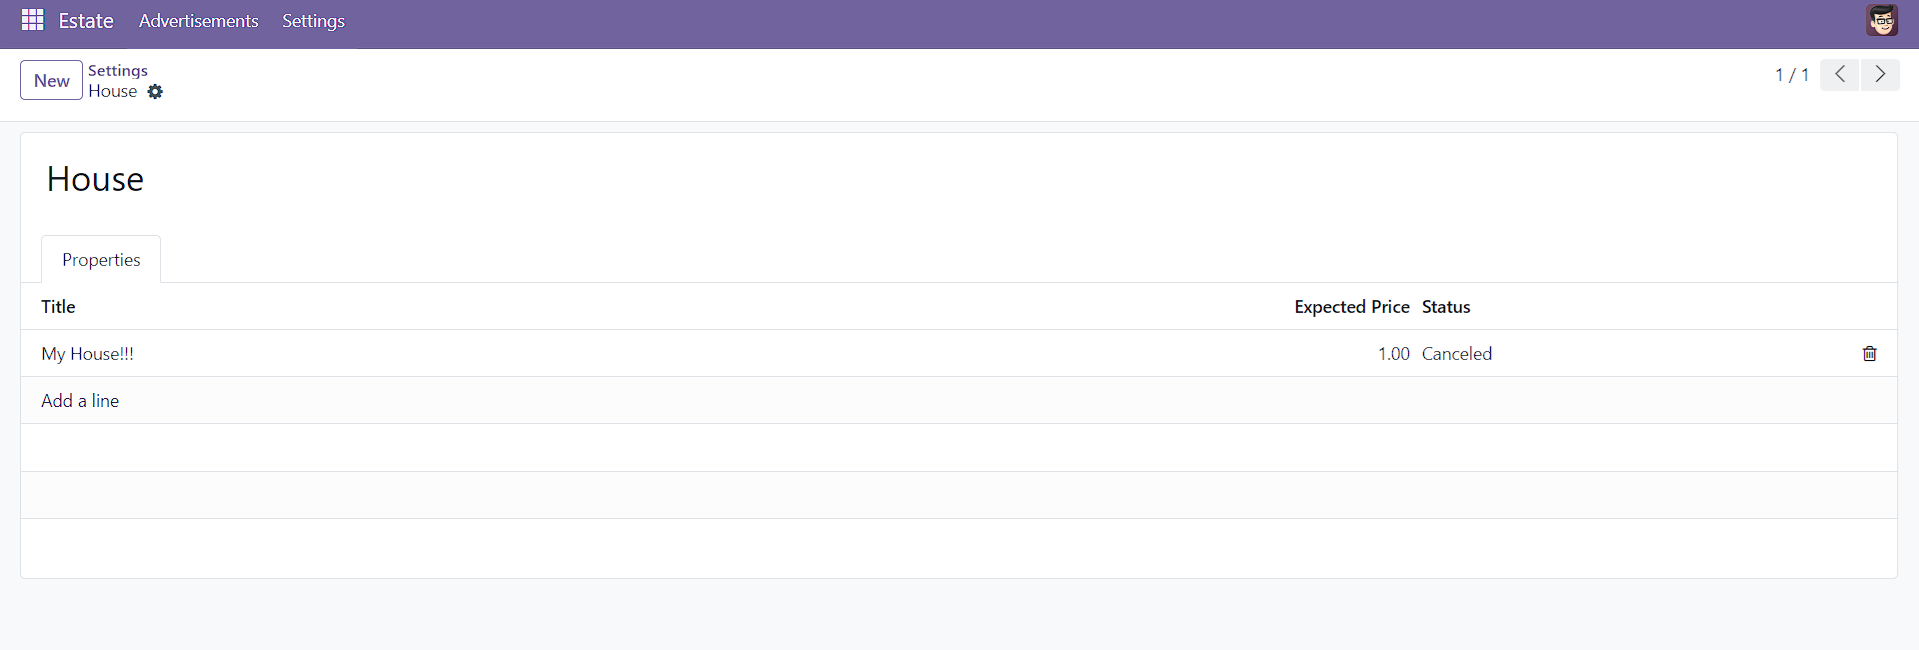 Estate Advertisements Settings
New
Settings
House
1 / 1
House
Properties
Title Expected Price Status
My House!!! 1.00 Canceled
Add a line